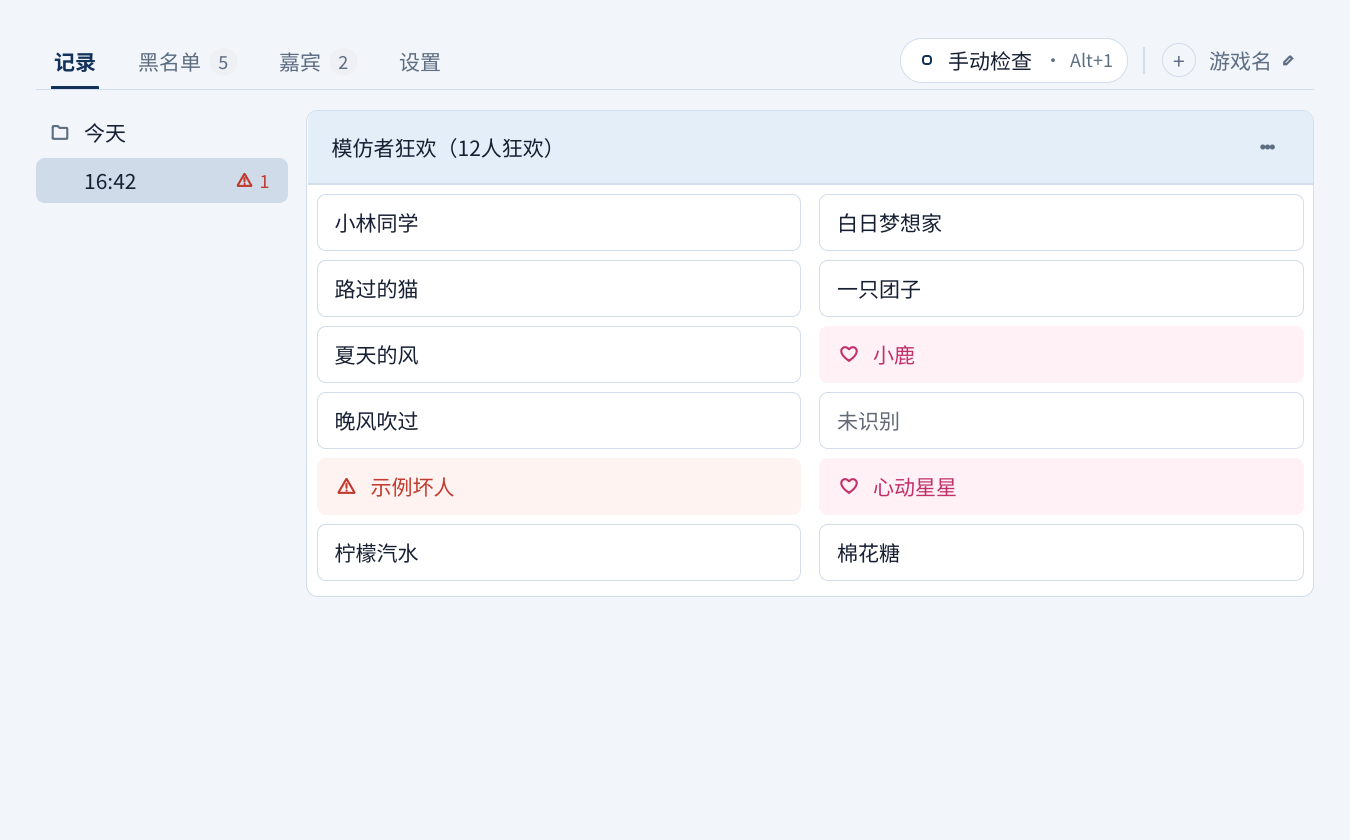 记录 黑名单 5 嘉宾 2 设置 手动检查 · Alt+1 + 游戏名
今天
16:42 1
模仿者狂欢（12人狂欢） •••
小林同学 白日梦想家
路过的猫 一只团子
夏天的风 小鹿
晚风吹过 未识别
示例坏人 心动星星
柠檬汽水 棉花糖